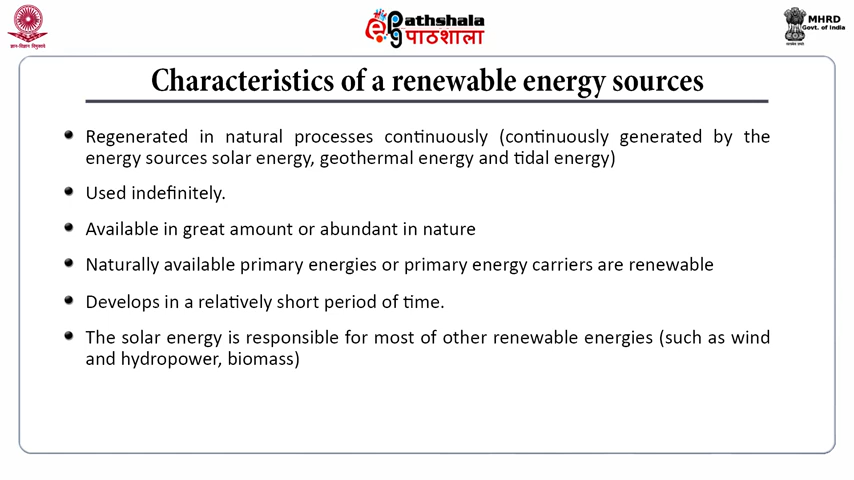 ePathshala
पाठशाला
MHRD
Govt. of India
Characteristics of a renewable energy sources
Regenerated in natural processes continuously (continuously generated by the
energy sources solar energy, geothermal energy and tidal energy)
Used indefinitely.
Available in great amount or abundant in nature
Naturally available primary energies or primary energy carriers are renewable
Develops in a relatively short period of time.
The solar energy is responsible for most of other renewable energies (such as wind
and hydropower, biomass)